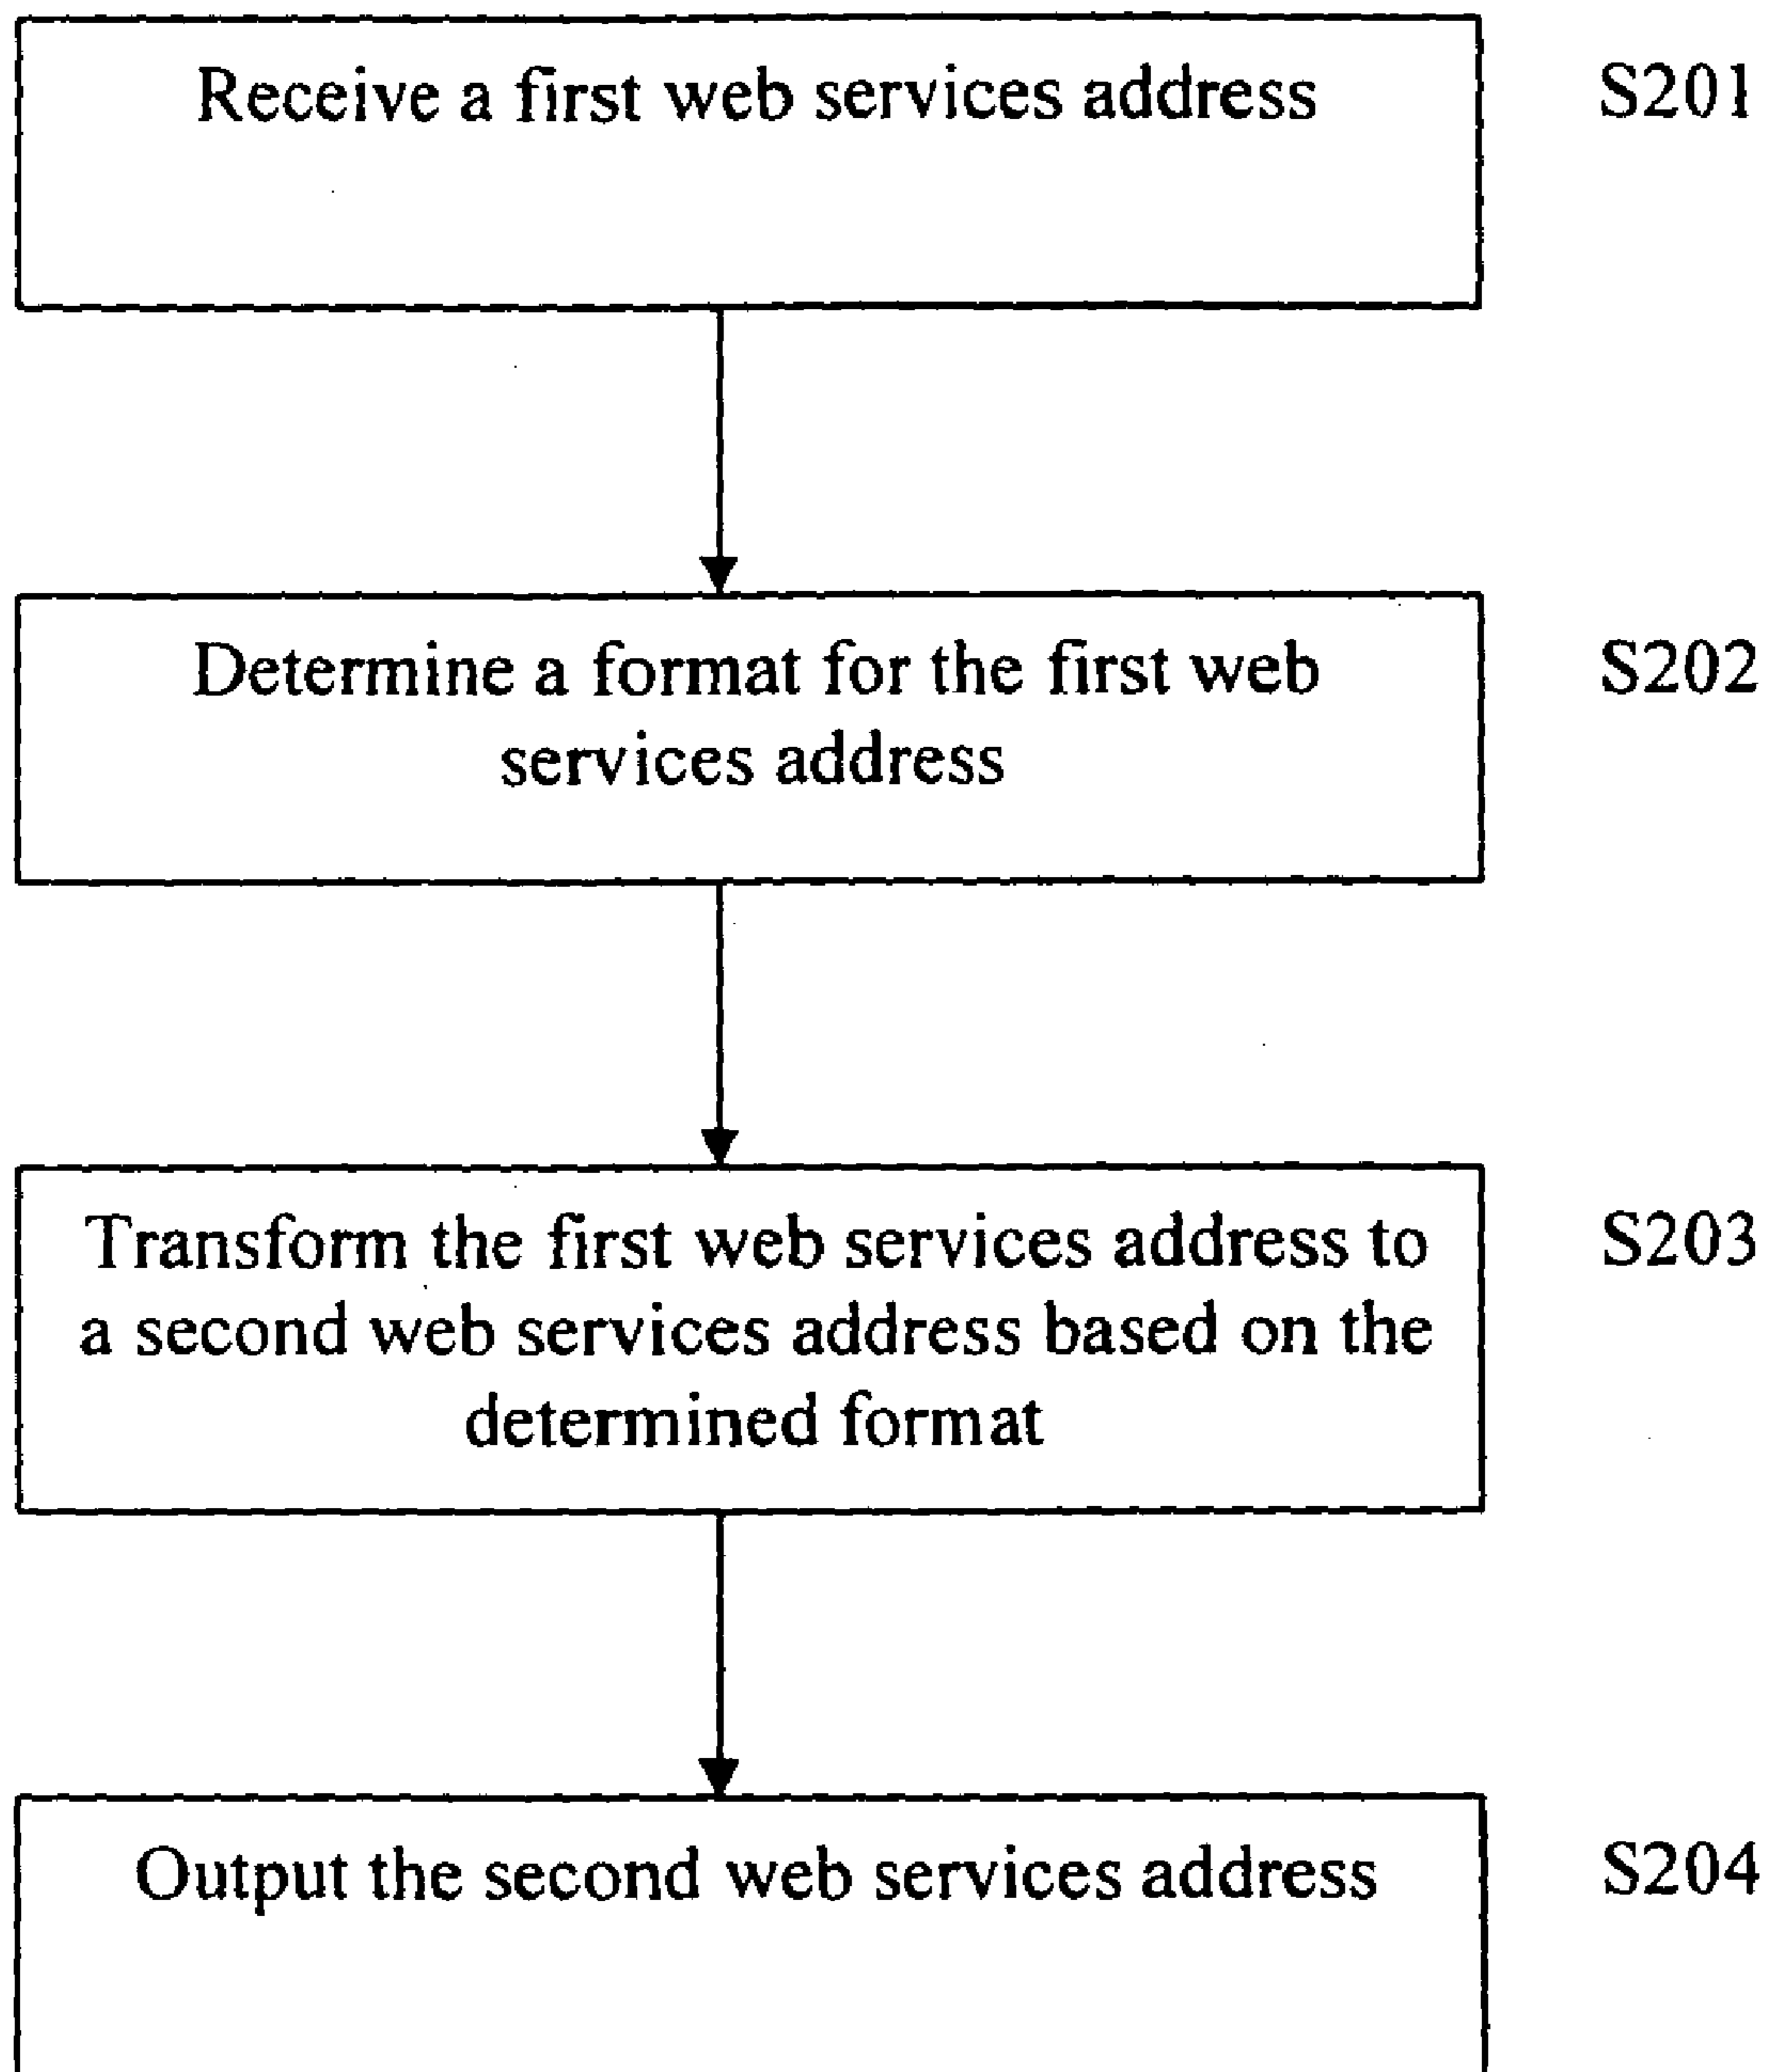 Receive a first web services address
S201
Determine a format for the first web
S202
services address
Transform the first web services address to
S203
a second web services address based on the
determined format
Output the second web services address
S204